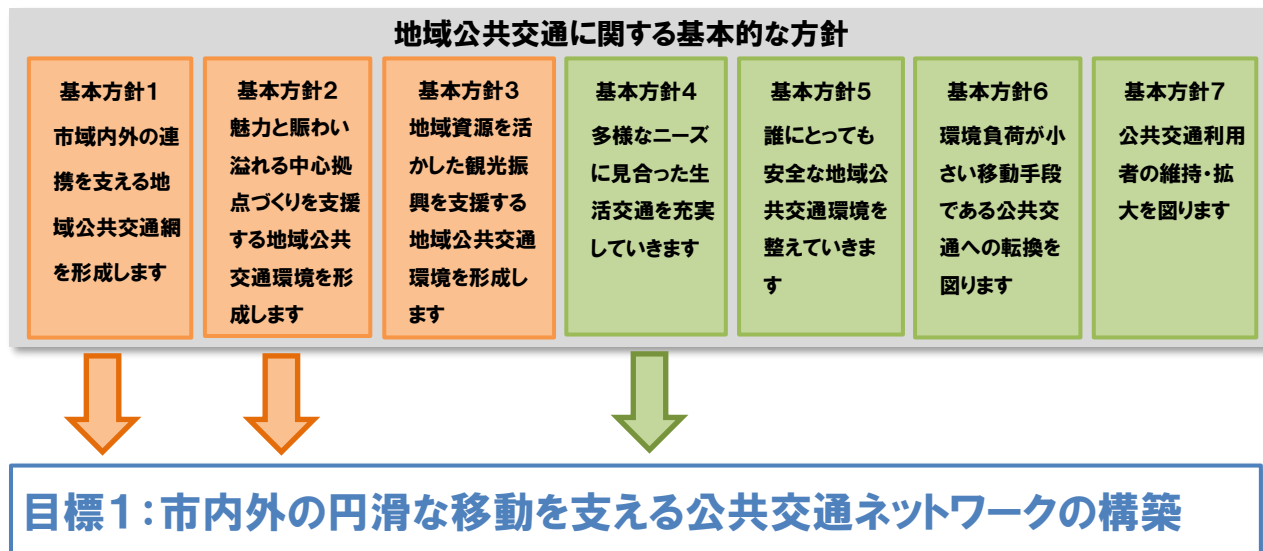 地域公共交通に関する基本的な方針
基本方針1
市域内外の連
携を支える地
域公共交通網
を形成します
基本方針2
魅力と賑わい
溢れる中心拠
点づくりを支援
する地域公共
交通環境を形
成します
基本方針3
地域資源を活
かした観光振
興を支援する
地域公共交通
環境を形成し
ます
基本方針4
多様なニーズ
に見合った生
活交通を充実
していきます
基本方針5
誰にとっても
安全な地域公
共交通環境を
整えていきま
す
基本方針6
環境負荷が小
さい移動手段
である公共交
通への転換を
図ります
基本方針7
公共交通利用
者の維持・拡
大を図ります
目標1:市内外の円滑な移動を支える公共交通ネットワークの構築